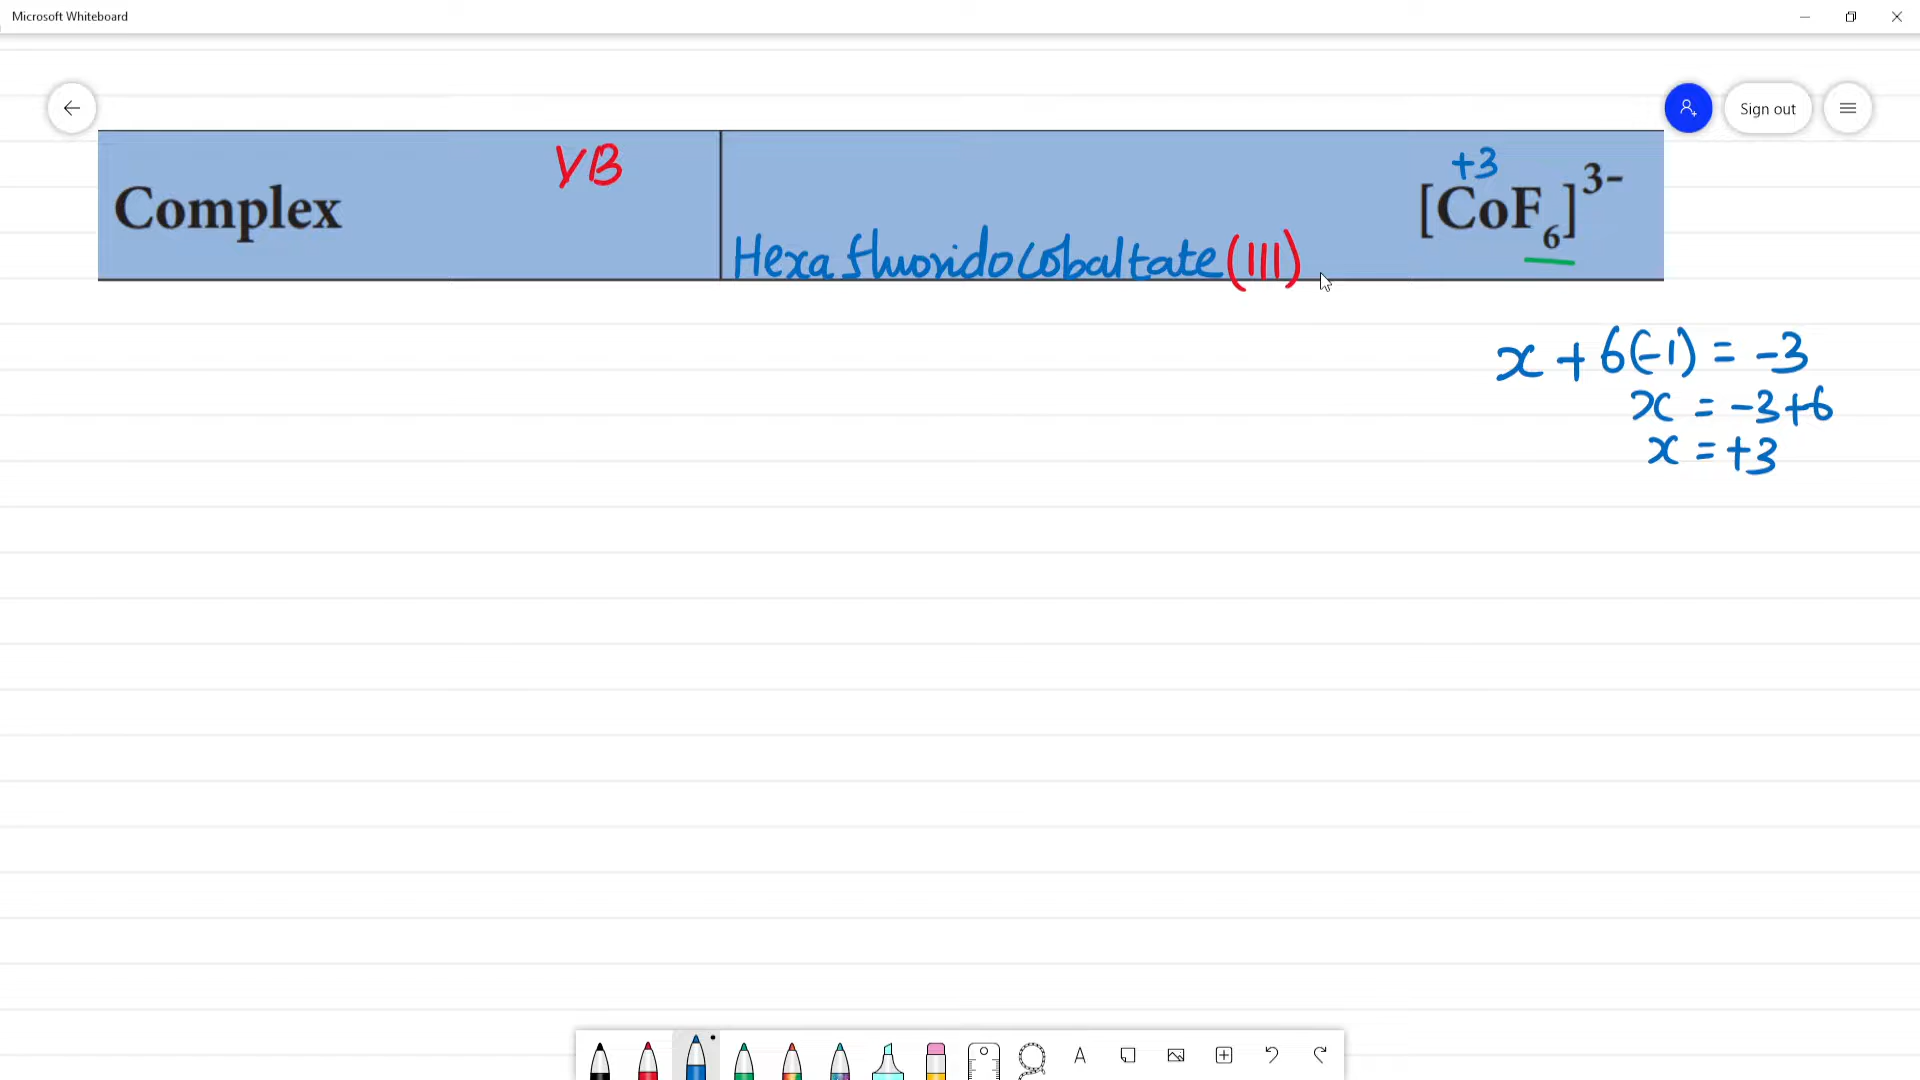 Microsoft Whiteboard
Sign out
Complex
VB
Hexafluoridocobaltate(III)
+3
[CoF6]3-
x + 6(-1) = -3
x = -3+6
x = +3
A